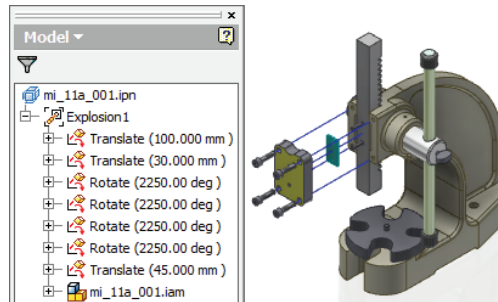 Model
mi_11a_001.ipn
Explosion1
Translate (100.000 mm )
Translate (30.000 mm )
Rotate (2250.00 deg )
Rotate (2250.00 deg )
Rotate (2250.00 deg )
Rotate (2250.00 deg )
Translate (45.000 mm )
mi_11a_001.iam